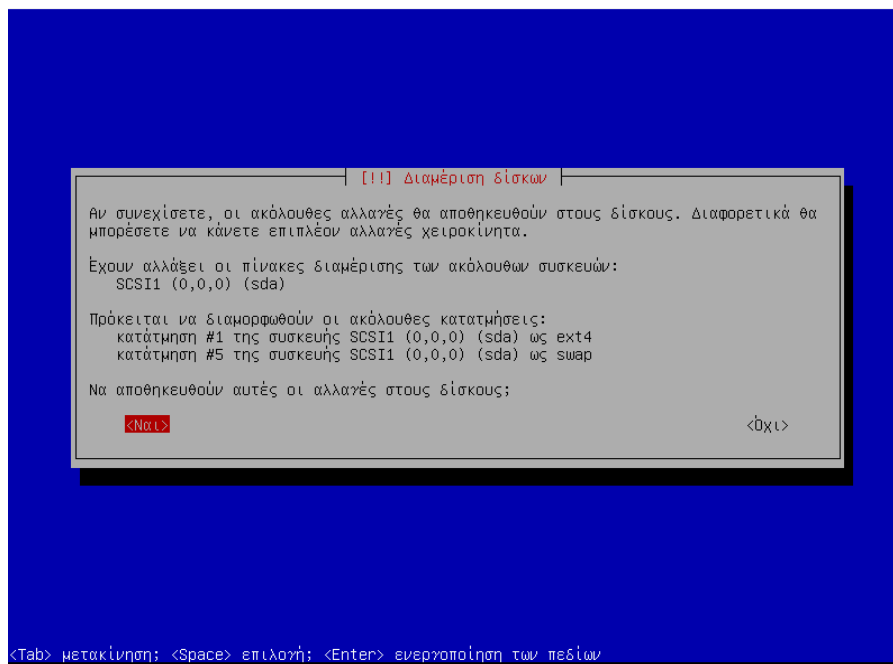 [!!] Διαμέριση δίσκων
Αν συνεχίσετε, οι ακόλουθες αλλαγές θα αποθηκευθούν στους δίσκους. Διαφορετικά θα
μπορέσετε να κάνετε επιπλέον αλλαγές χειροκίνητα.
Έχουν αλλάξει οι πίνακες διαμέρισης των ακόλουθων συσκευών:
SCSI1 (0,0,0) (sda)
Πρόκειται να διαμορφωθούν οι ακόλουθες κατατμήσεις:
κατάτμηση #1 της συσκευής SCSI1 (0,0,0) (sda) ως ext4
κατάτμηση #5 της συσκευής SCSI1 (0,0,0) (sda) ως swap
Να αποθηκευθούν αυτές οι αλλαγές στους δίσκους;
<Ναι> <Όχι>
<Tab> μετακίνηση; <Space> επιλογή; <Enter> ενεργοποίηση των πεδίων